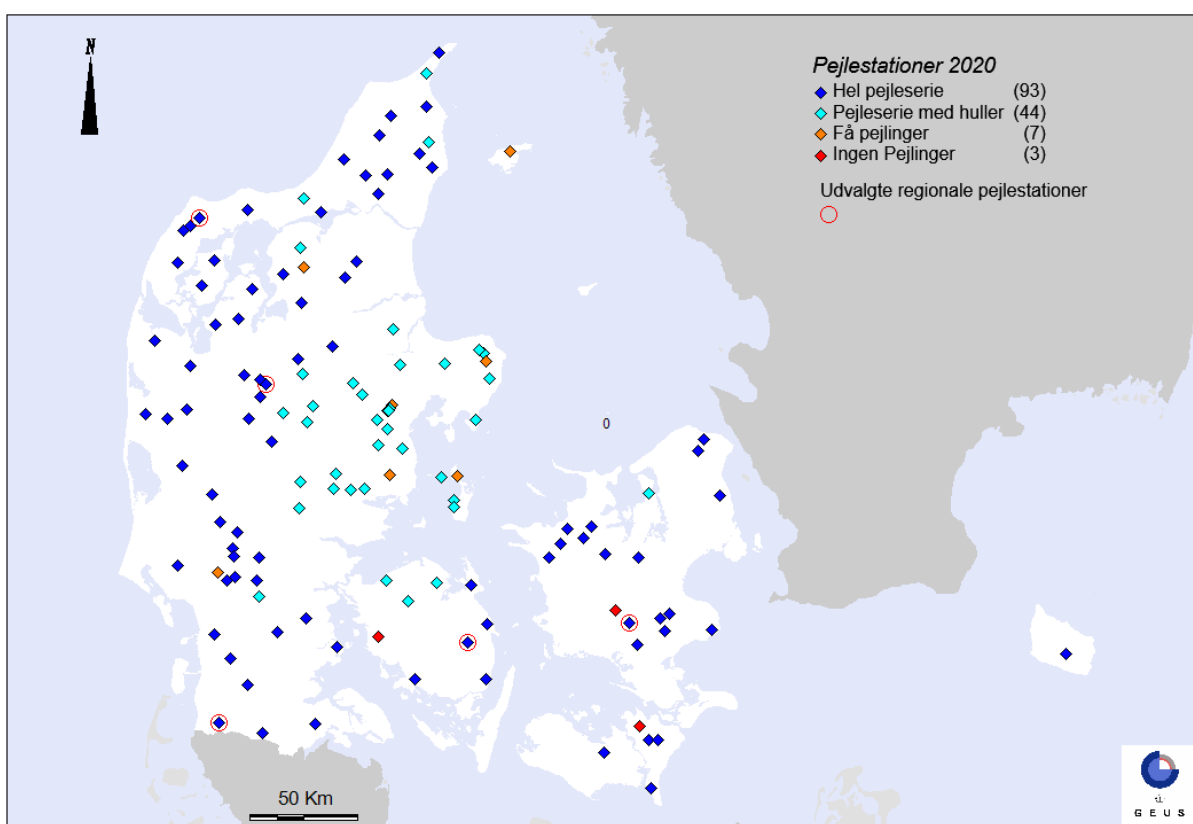 N
Pejlestationer 2020
Hel pejleserie (93)
Pejleserie med huller (44)
Få pejlinger (7)
Ingen Pejlinger (3)
Udvalgte regionale pejlestationer
0
50 Km
G E U S